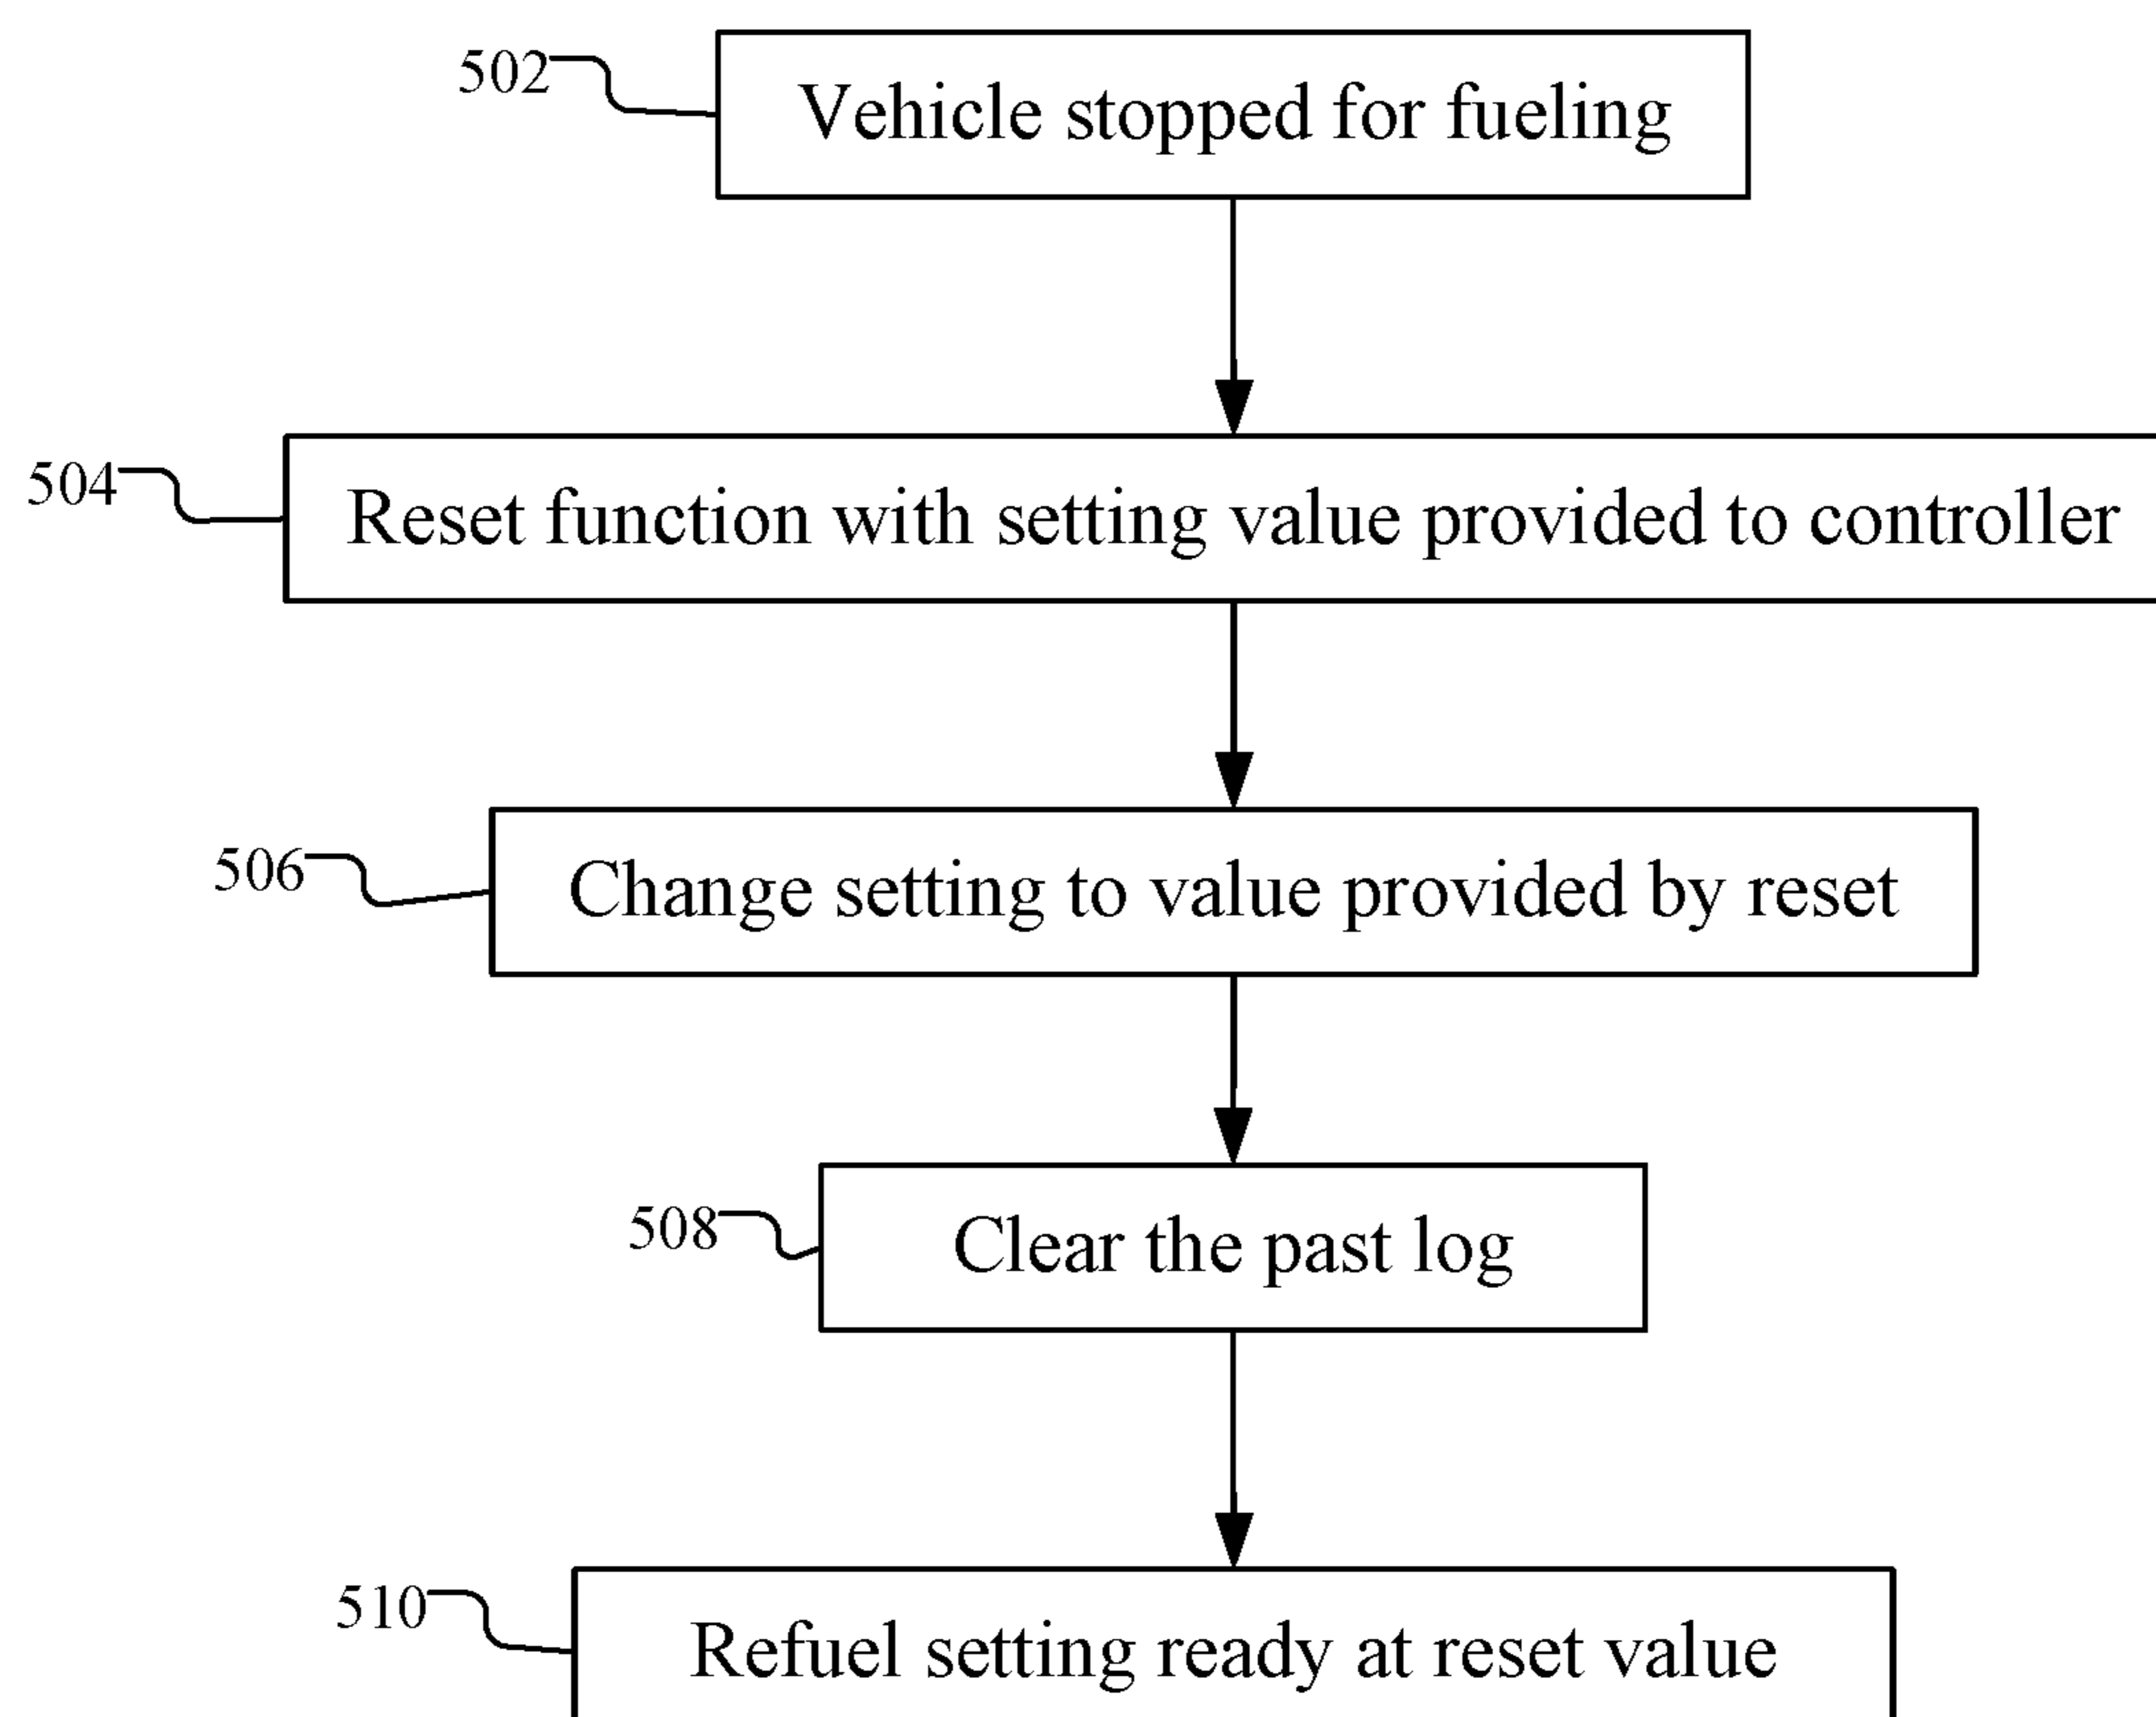 502
Vehicle stopped for fueling
504
Reset function with setting value provided to controller
506
Change setting to value provided by reset
508
Clear the past log
510
Refuel setting ready at reset value